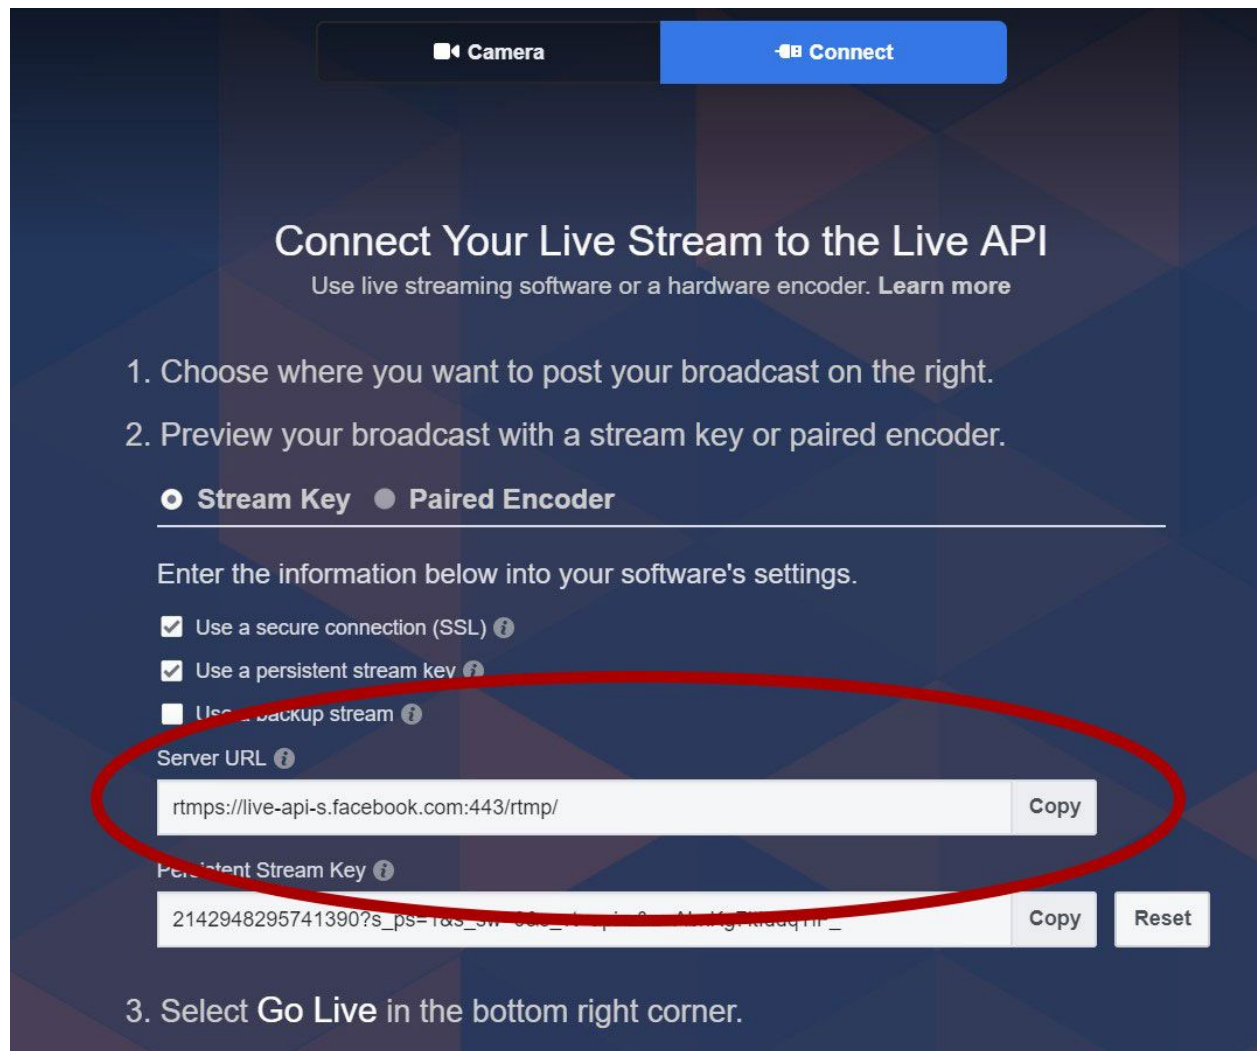 Camera
Connect
Connect Your Live Stream to the Live API
Use live streaming software or a hardware encoder. Learn more
1. Choose where you want to post your broadcast on the right.
2. Preview your broadcast with a stream key or paired encoder.
Stream Key Paired Encoder
Enter the information below into your software's settings.
Use a secure connection (SSL)
Use a persistent stream key
Use a backup stream
Server URL
rtmps://live-api-s.facebook.com:443/rtmp/ Copy
Persistent Stream Key
Copy Reset
3. Select Go Live in the bottom right corner.